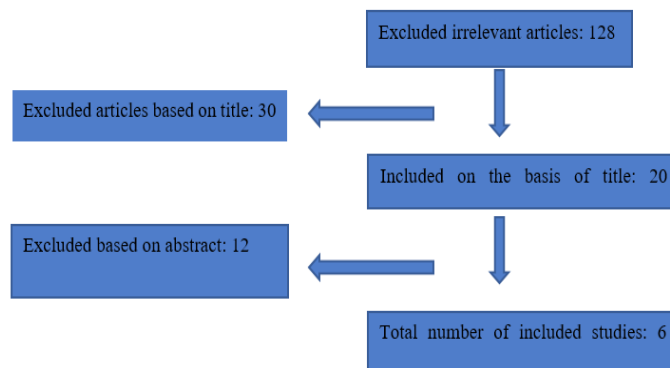 Excluded irrelevant articles: 128
Excluded articles based on title: 30
Included on the basis of title: 20
Excluded based on abstract: 12
Total number of included studies: 6